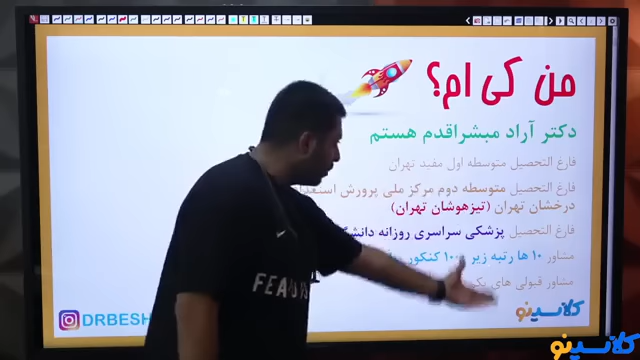 من کی ام؟
دکتر آراد مبشراقدم هستم
فارغ التحصیل متوسطه اول مفید تهران
فارغ التحصیل متوسطه دوم مرکز ملی پرورش
درخشان تهران (تیزهوشان تهران)
فارغ التحصیل پزشکی سراسری روزانه
مشاور ۱۰ ها رتبه زیر کنکور
مشاور قبولی های
کلاسینو
DRBESH
FEAR
کلاسینو